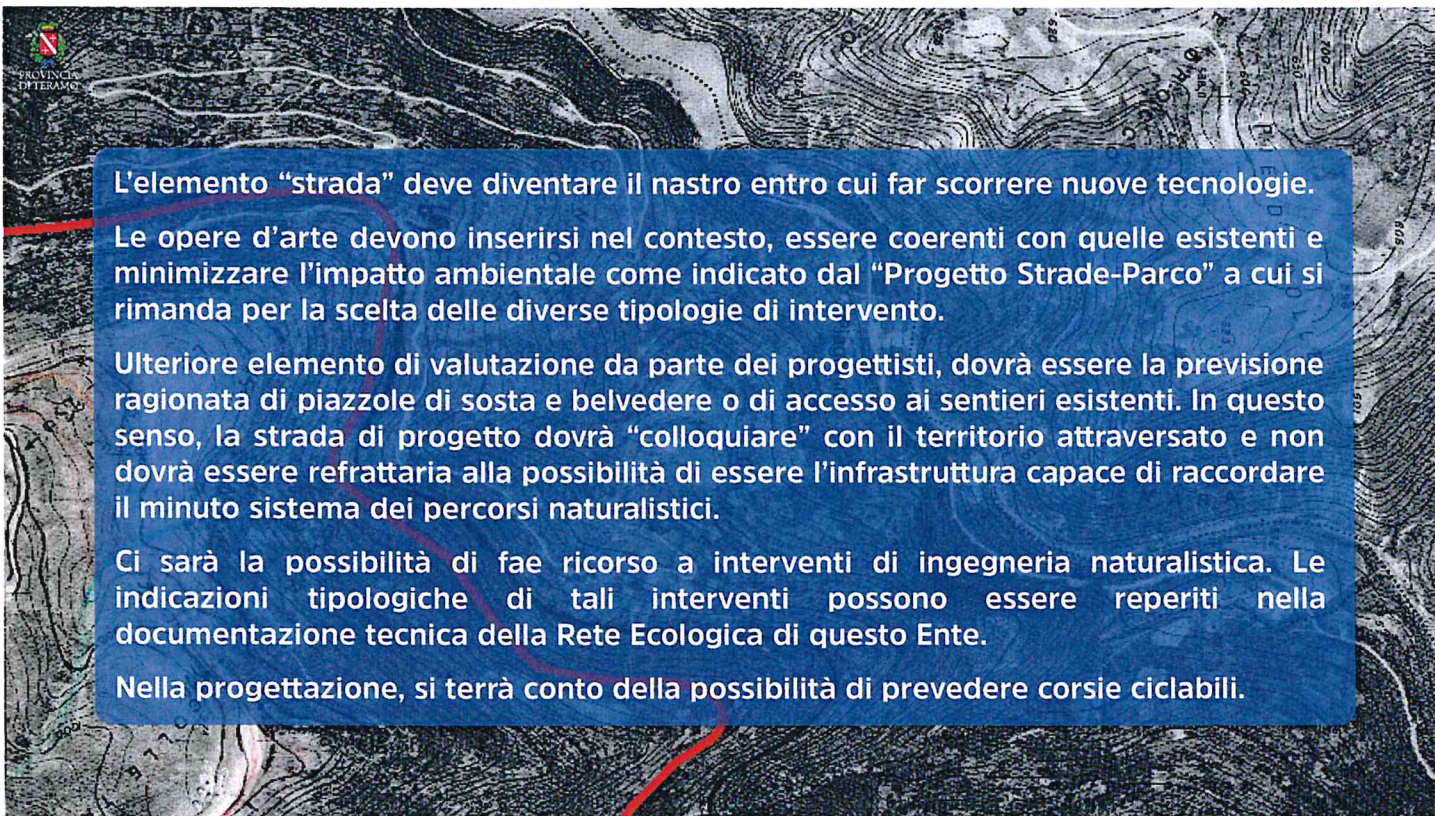 PROVINCIA
DI TERAMO
L'elemento “strada” deve diventare il nastro entro cui far scorrere nuove tecnologie.
Le opere d'arte devono inserirsi nel contesto, essere coerenti con quelle esistenti e
minimizzare l'impatto ambientale come indicato dal “Progetto Strade-Parco” a cui si
rimanda per la scelta delle diverse tipologie di intervento.
Ulteriore elemento di valutazione da parte dei progettisti, dovrà essere la previsione
ragionata di piazzole di sosta e belvedere o di accesso ai sentieri esistenti. In questo
senso, la strada di progetto dovrà “colloquiare” con il territorio attraversato e non
dovrà essere refrattaria alla possibilità di essere l'infrastruttura capace di raccordare
il minuto sistema dei percorsi naturalistici.
Ci sarà la possibilità di fae ricorso a interventi di ingegneria naturalistica. Le
indicazioni tipologiche di tali interventi possono essere reperiti nella
documentazione tecnica della Rete Ecologica di questo Ente.
Nella progettazione, si terrà conto della possibilità di prevedere corsie ciclabili.